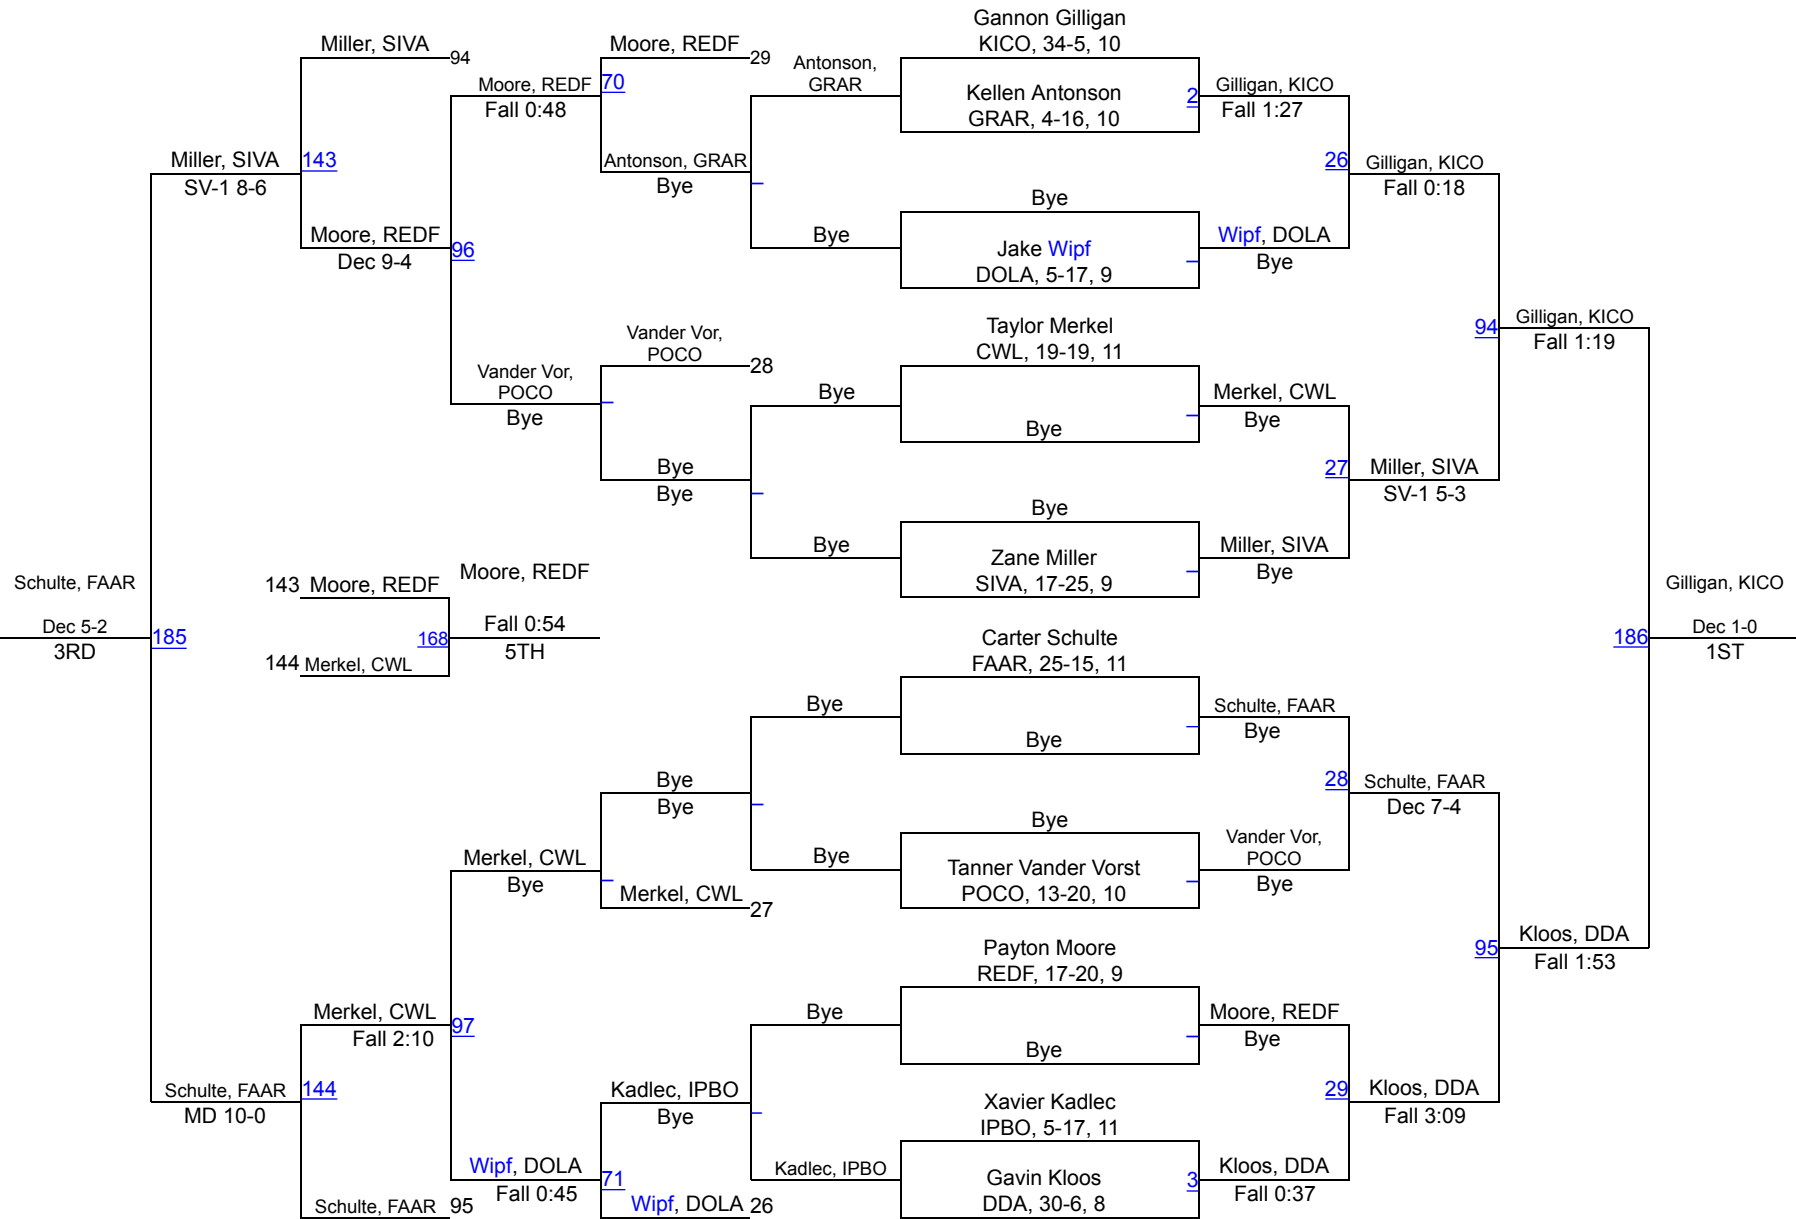 Gannon Gilligan
KICO, 34-5, 10
Miller, SIVA
94
Moore, REDF
29
Antonson,
GRAR
Moore, REDF
70
Fall 0:48
Kellen Antonson
GRAR, 4-16, 10
2
Gilligan, KICO
Fall 1:27
Miller, SIVA
143
SV-1 8-6
Antonson, GRAR
Bye
26
Gilligan, KICO
Fall 0:18
Bye
Moore, REDF
96
Dec 9-4
Bye
Jake Wipf
DOLA, 5-17, 9
Wipf, DOLA
Bye
Taylor Merkel
CWL, 19-19, 11
94
Gilligan, KICO
Fall 1:19
Vander Vor,
POCO
28
Vander Vor,
POCO
Bye
Bye
Bye
Merkel, CWL
Bye
Bye
Bye
27
Miller, SIVA
SV-1 5-3
Bye
Bye
Zane Miller
SIVA, 17-25, 9
Miller, SIVA
Bye
Schulte, FAAR
Dec 5-2
3RD
185
143 Moore, REDF
144 Merkel, CWL
168
Moore, REDF
Fall 0:54
5TH
Gilligan, KICO
186
Dec 1-0
1ST
Carter Schulte
FAAR, 25-15, 11
Bye
Bye
Schulte, FAAR
Bye
Bye
Bye
28
Schulte, FAAR
Dec 7-4
Bye
Merkel, CWL
Bye
Merkel, CWL
27
Bye
Tanner Vander Vorst
POCO, 13-20, 10
Vander Vor,
POCO
Bye
Payton Moore
REDF, 17-20, 9
95
Kloos, DDA
Fall 1:53
Merkel, CWL
97
Fall 2:10
Bye
Bye
Moore, REDF
Bye
Schulte, FAAR
144
MD 10-0
Kadlec, IPBO
Bye
Xavier Kadlec
IPBO, 5-17, 11
29
Kloos, DDA
Fall 3:09
Wipf, DOLA
71
Fall 0:45
Kadlec, IPBO
Gavin Kloos
DDA, 30-6, 8
3
Kloos, DDA
Fall 0:37
Schulte, FAAR 95
Wipf, DOLA 26